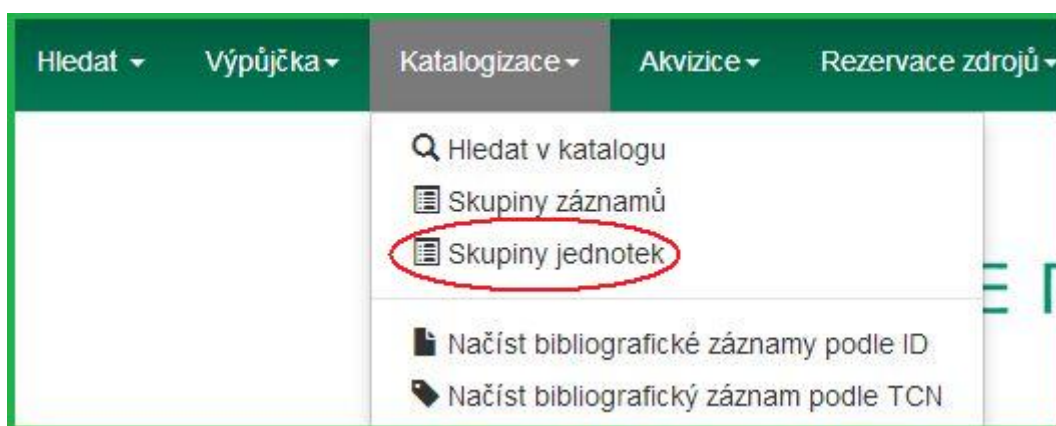 Hledat Výpůjčka Katalogizace Akvizice Rezervace zdrojů
Hledat v katalogu
Skupiny záznamů
Skupiny jednotek
Načíst bibliografické záznamy podle ID
Načíst bibliografický záznam podle TCN